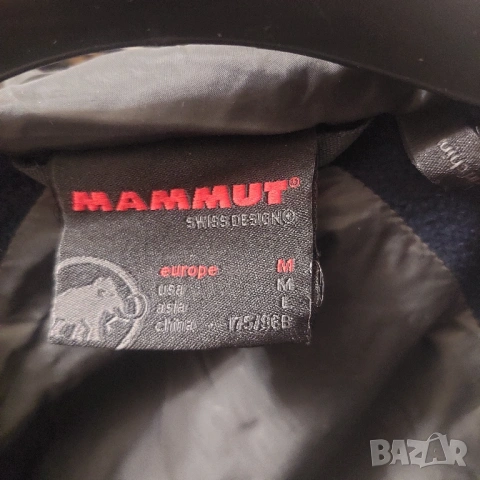 MAMMUT®
SWISS DESIGN
europe M
usa M
asia L
china 175/96B
BAZAR